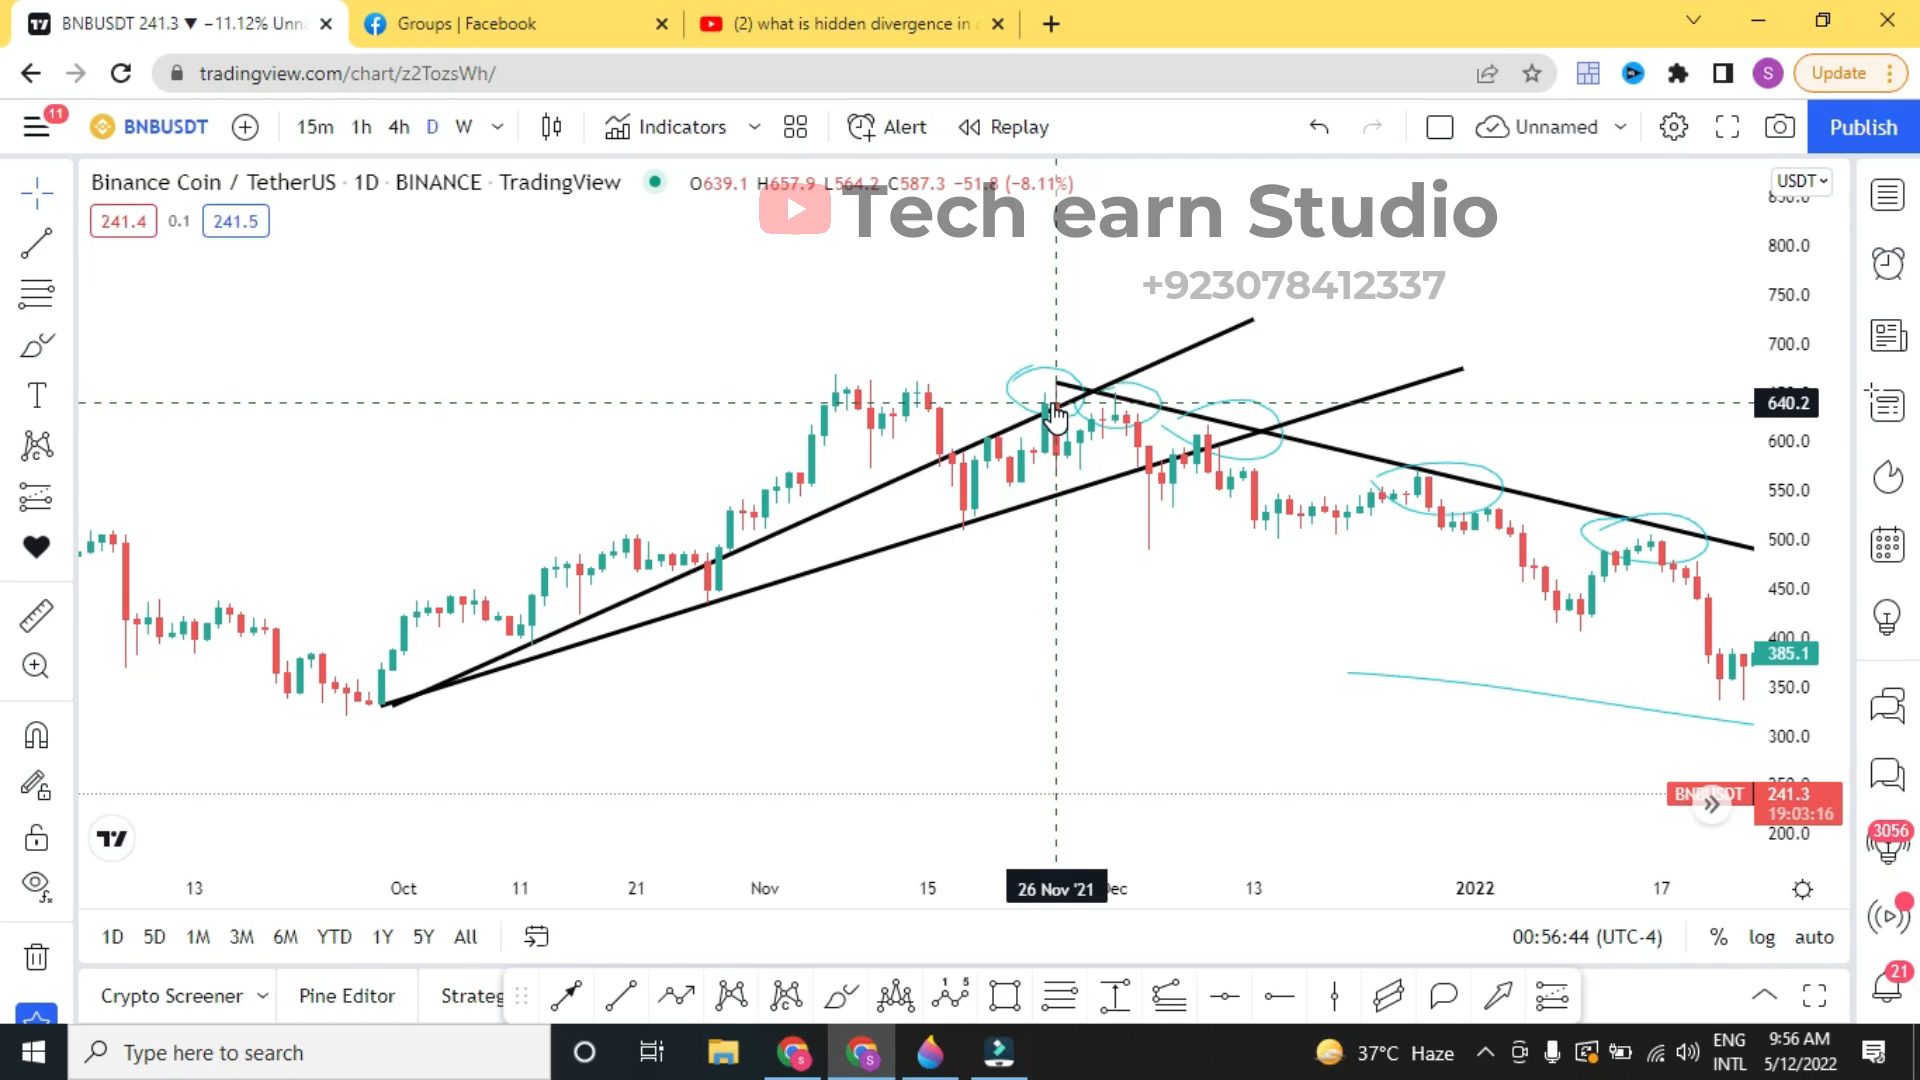 BNBUSDT 241.3 ▼ −11.12% Unna
Groups | Facebook
(2) what is hidden divergence in
tradingview.com/chart/z2TozsWh/
S
Update
11
BNBUSDT
15m 1h 4h D W
Indicators
Alert
Replay
Unnamed
Publish
Binance Coin / TetherUS · 1D · BINANCE · TradingView
O639.1 H657.9 L564.2 C587.3 −51.8 (−8.11%)
USDT
241.4 0.1 241.5
Tech earn Studio
+923078412337
800.0
750.0
700.0
640.2
600.0
550.0
500.0
450.0
400.0
385.1
350.0
300.0
BNBUSDT 241.3
19:03:16
200.0
3056
13 Oct 11 21 Nov 15 26 Nov '21 Dec 13 2022 17
1D 5D 1M 3M 6M YTD 1Y 5Y All
00:56:44 (UTC-4) % log auto
21
Crypto Screener Pine Editor Strateg
Type here to search
37°C Haze
ENG
INTL
9:56 AM
5/12/2022